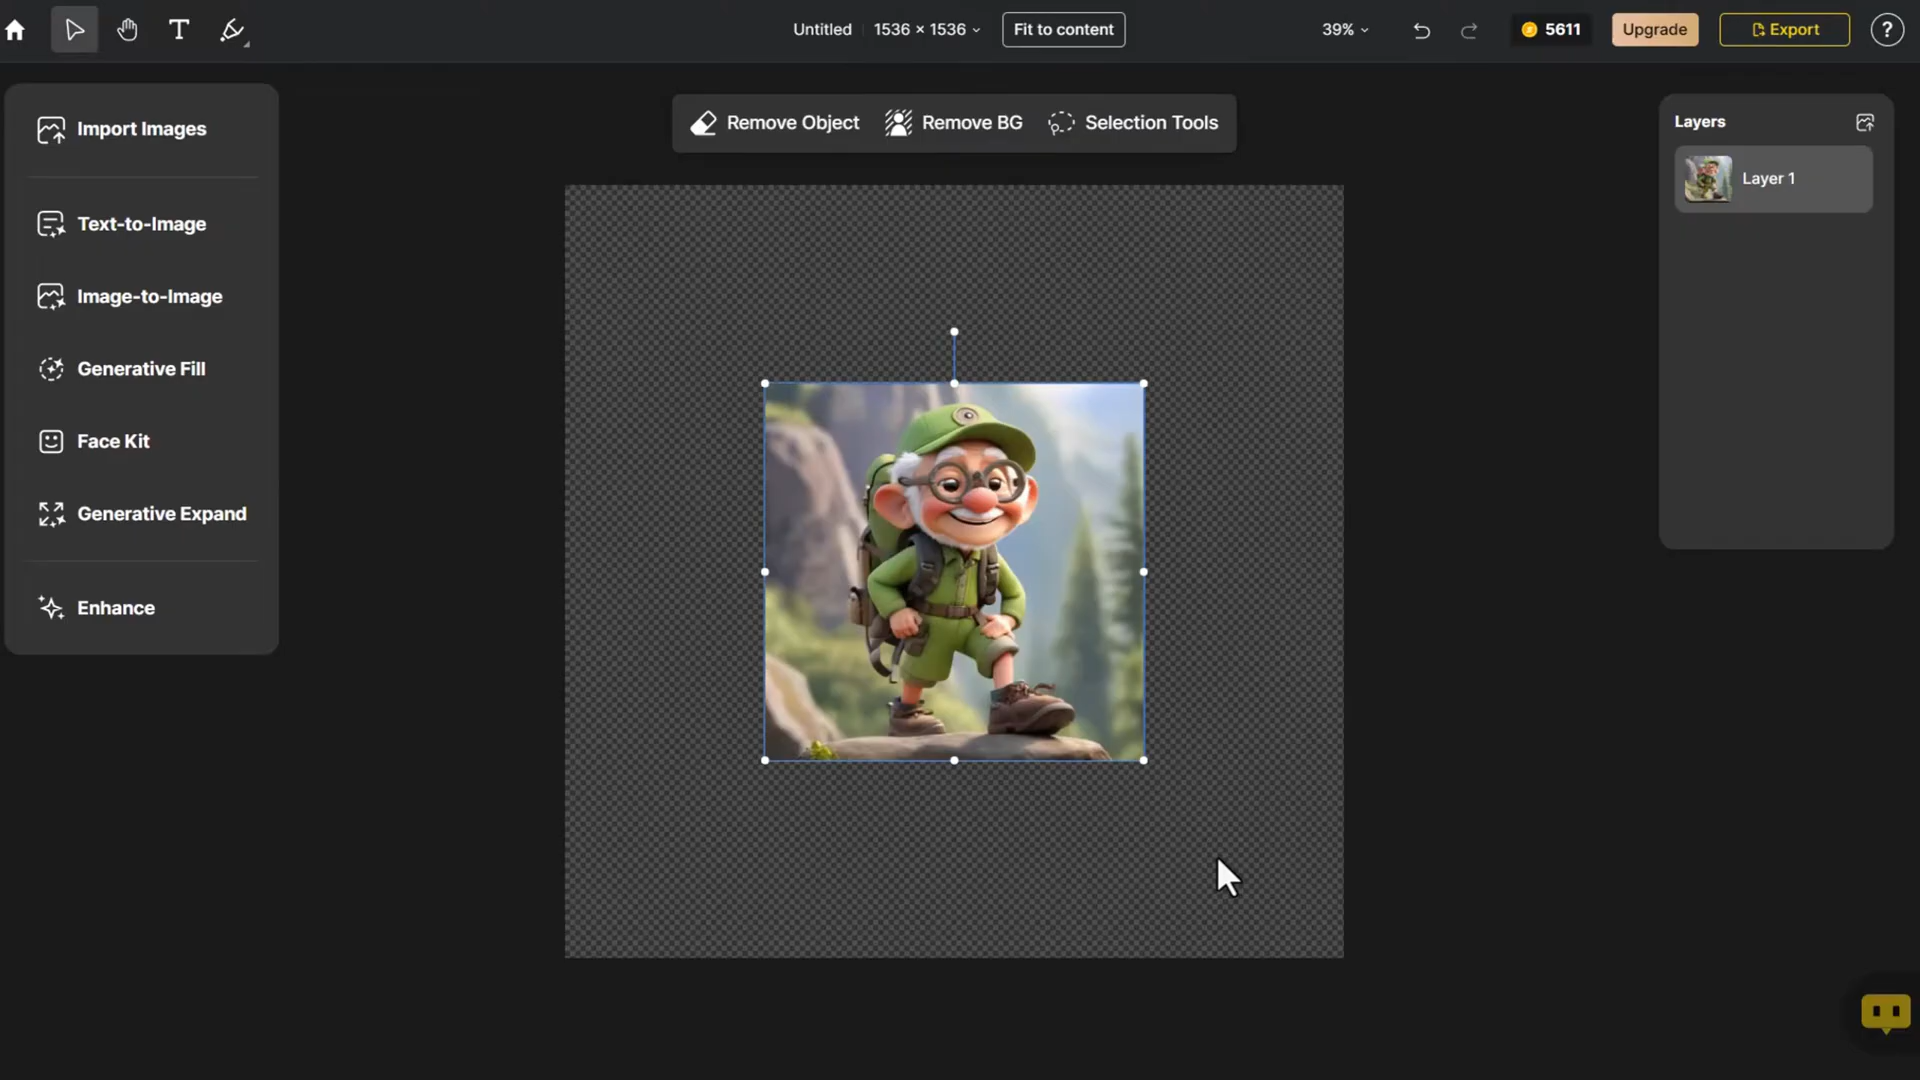 Untitled 1536 × 1536 Fit to content 39% 5611 Upgrade Export ?
Import Images
Text-to-Image
Image-to-Image
Generative Fill
Face Kit
Generative Expand
Enhance
Remove Object Remove BG Selection Tools
Layers
Layer 1